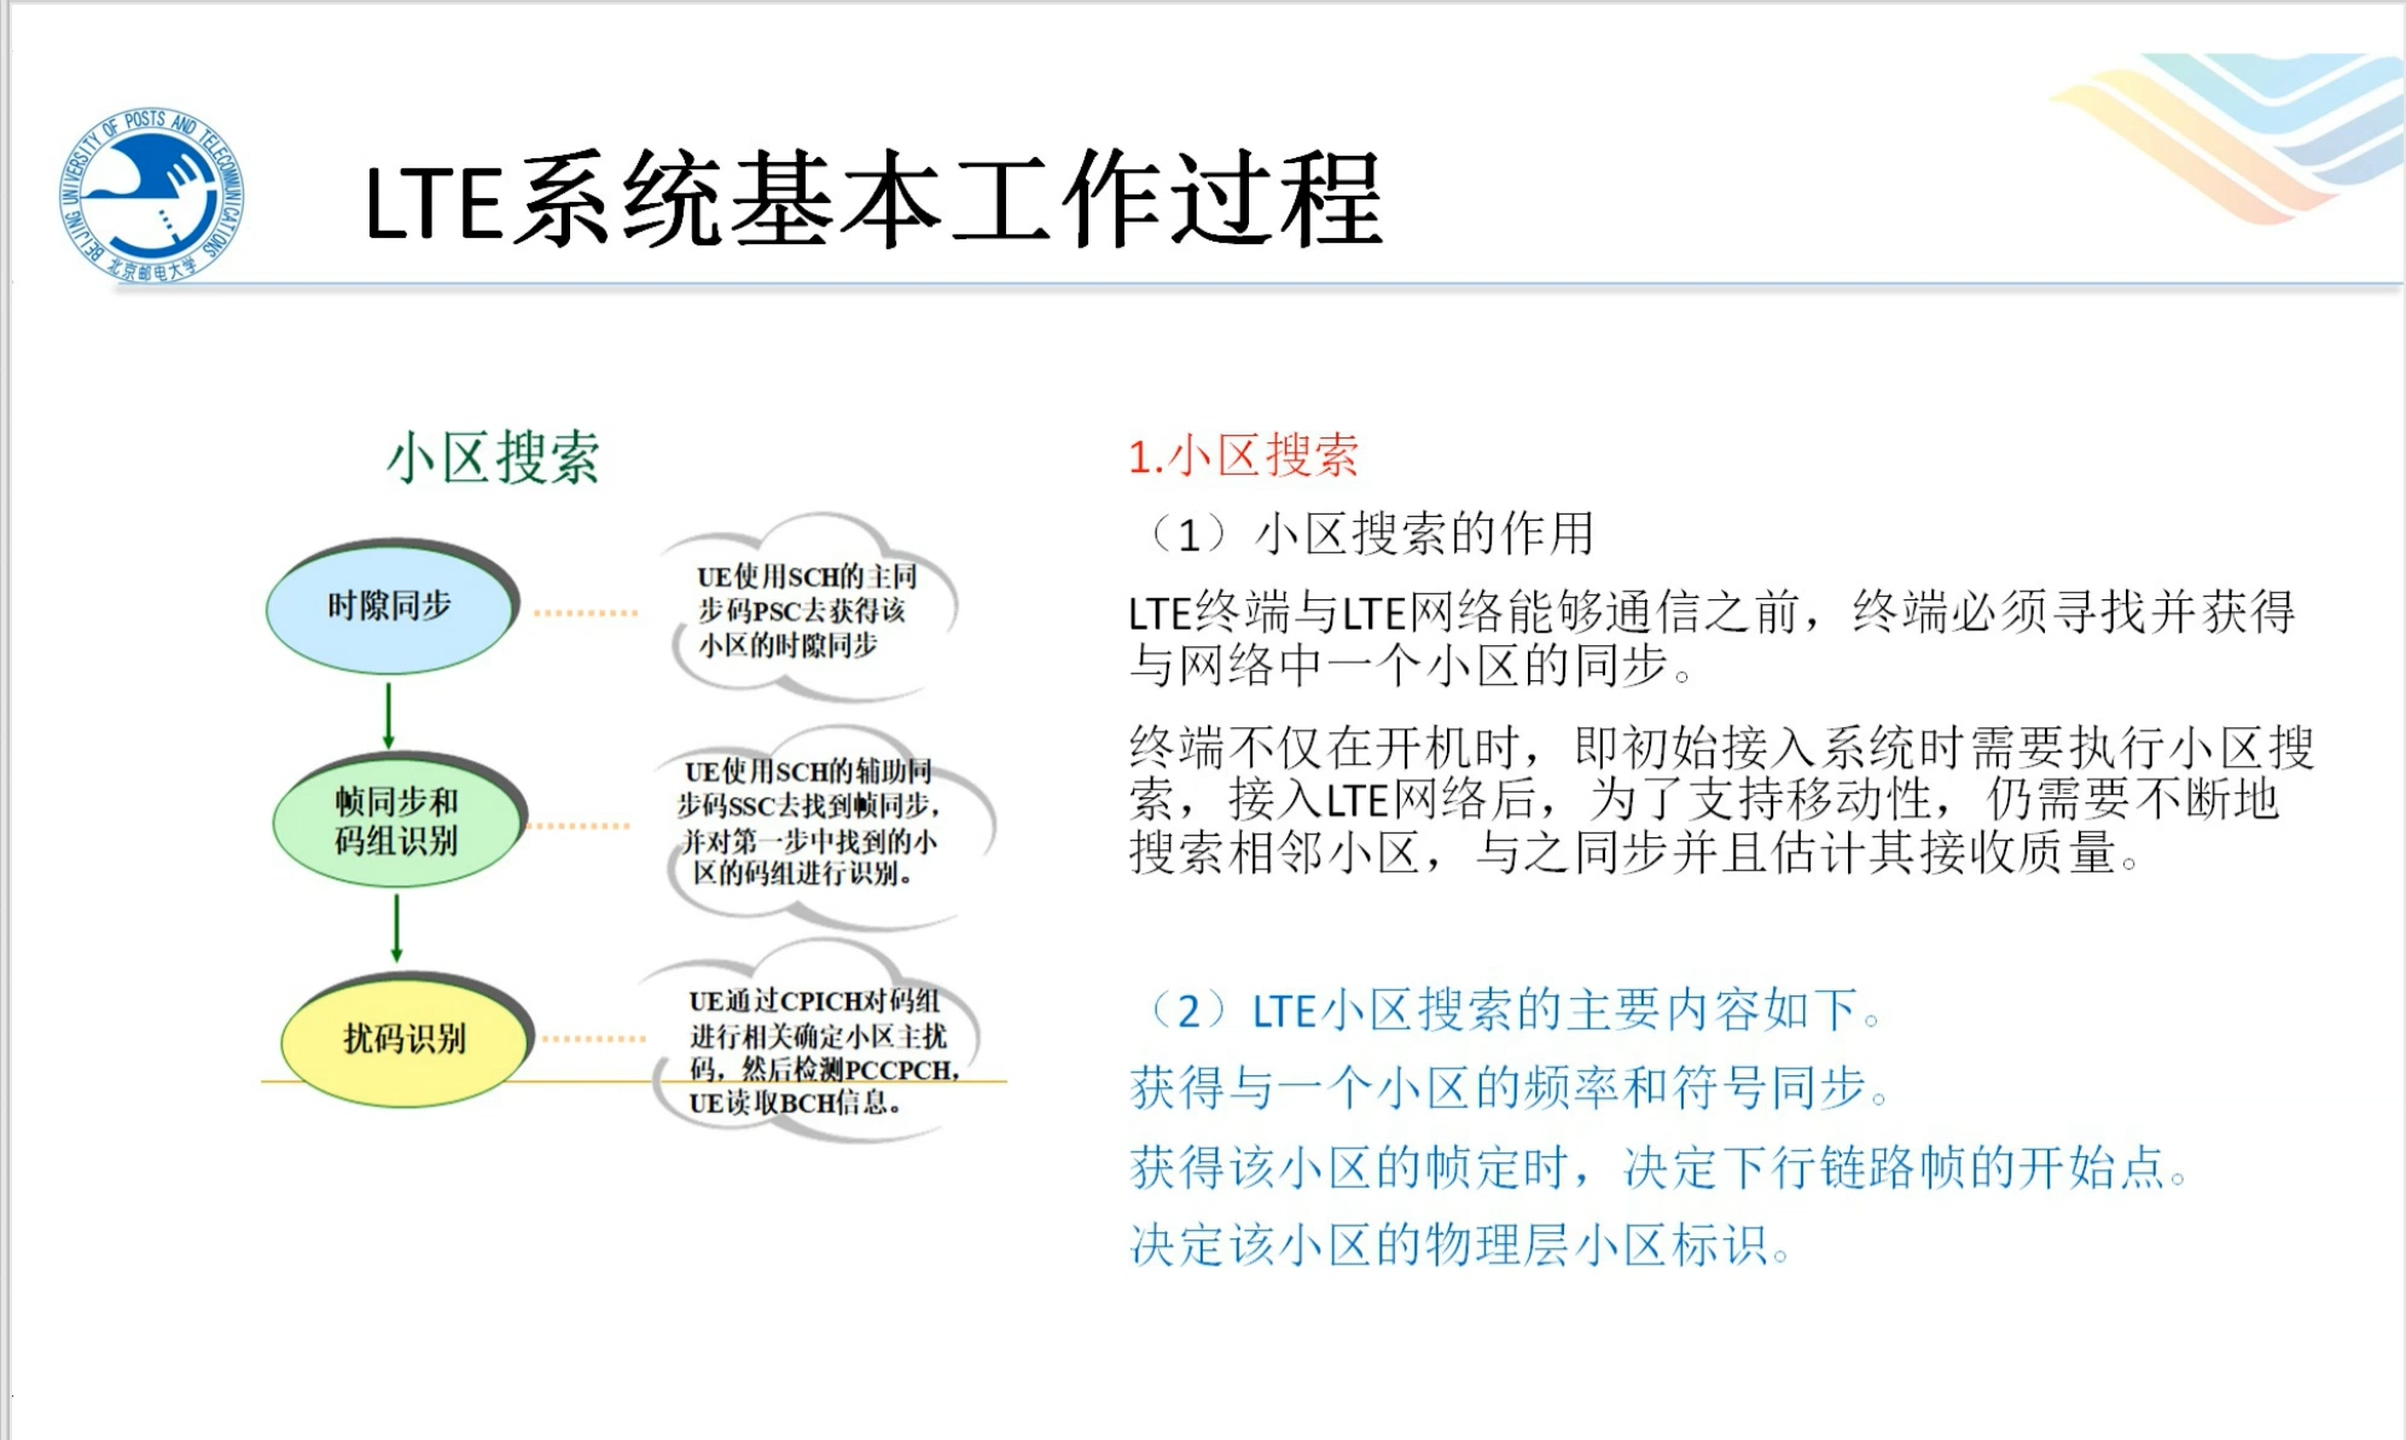 BEIJING UNIVERSITY OF POSTS AND TELECOMMUNICATIONS
北京邮电大学
LTE系统基本工作过程
小区搜索
时隙同步
UE使用SCH的主同
步码PSC去获得该
小区的时隙同步
帧同步和
码组识别
UE使用SCH的辅助同
步码SSC去找到帧同步，
并对第一步中找到的小
区的码组进行识别。
扰码识别
UE通过CPICH对码组
进行相关确定小区主扰
码，然后检测PCCPCH，
UE读取BCH信息。
1.小区搜索
（1）小区搜索的作用
LTE终端与LTE网络能够通信之前，终端必须寻找并获得
与网络中一个小区的同步。
终端不仅在开机时，即初始接入系统时需要执行小区搜
索，接入LTE网络后，为了支持移动性，仍需要不断地
搜索相邻小区，与之同步并且估计其接收质量。
（2）LTE小区搜索的主要内容如下。
获得与一个小区的频率和符号同步。
获得该小区的帧定时，决定下行链路帧的开始点。
决定该小区的物理层小区标识。